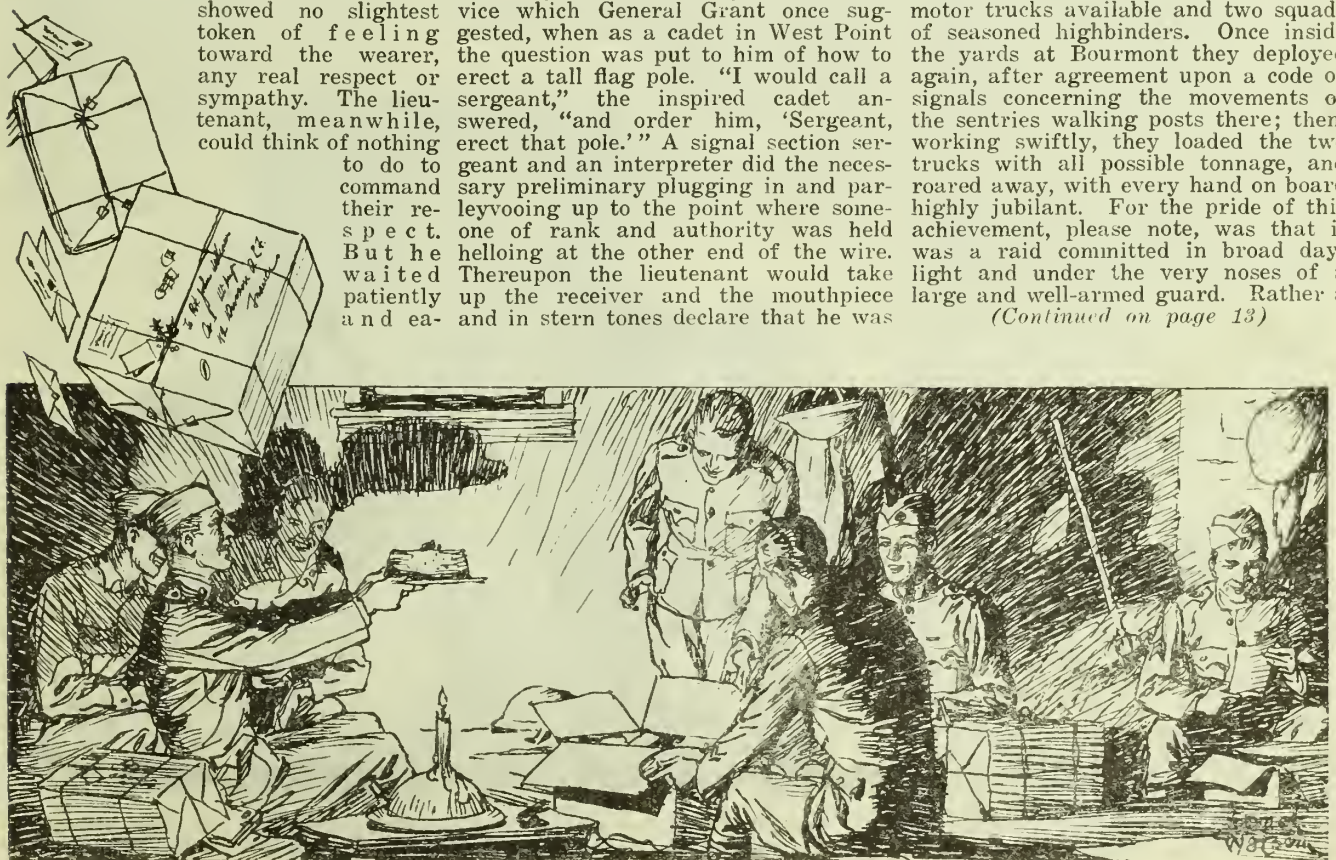 showed no slightest
token of feeling
toward the wearer,
any real respect or
sympathy. The lieu-
tenant, meanwhile,
could think of nothing
to do to
command
their re-
spect.
But he
waited
patiently
and ea-
vice which General Grant once sug-
gested, when as a cadet in West Point
the question was put to him of how to
erect a tall flag pole. "I would call a
sergeant," the inspired cadet an-
swered, "and order him, 'Sergeant,
erect that pole.'" A signal section ser-
geant and an interpreter did the neces-
sary preliminary plugging in and par-
leyvooing up to the point where some-
one of rank and authority was held
helloing at the other end of the wire.
Thereupon the lieutenant would take
up the receiver and the mouthpiece
and in stern tones declare that he was
motor trucks available and two squad
of seasoned highbinders. Once insid
the yards at Bourmont they deploye
again, after agreement upon a code o
signals concerning the movements o
the sentries walking posts there; then
working swiftly, they loaded the tw
trucks with all possible tonnage, and
roared away, with every hand on boar
highly jubilant. For the pride of thi
achievement, please note, was that i
was a raid committed in broad day
light and under the very noses of a
large and well-armed guard. Rather a
(Continued on page 13)